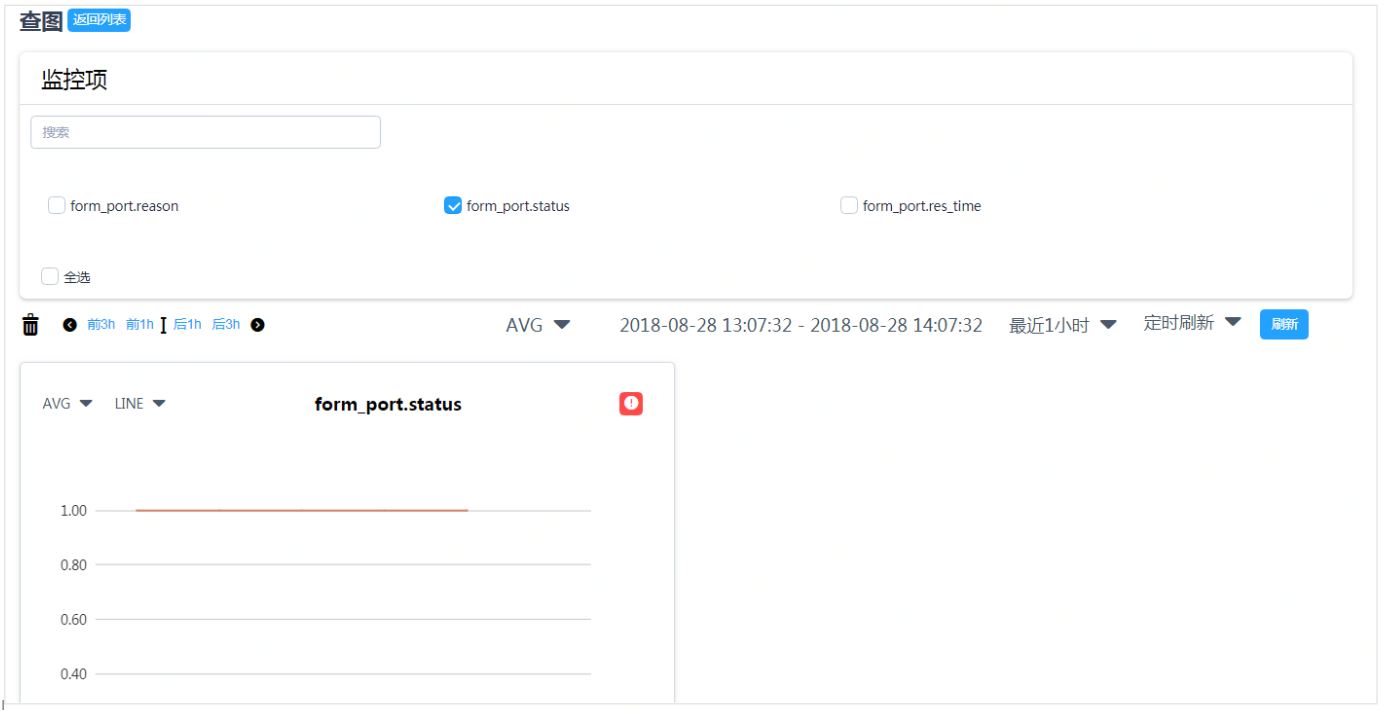 查图 返回列表
监控项
搜索
form_port.reason form_port.status form_port.res_time
全选
前3h 前1h 后1h 后3h AVG 2018-08-28 13:07:32 - 2018-08-28 14:07:32 最近1小时 定时刷新 刷新
AVG LINE form_port.status
1.00
0.80
0.60
0.40